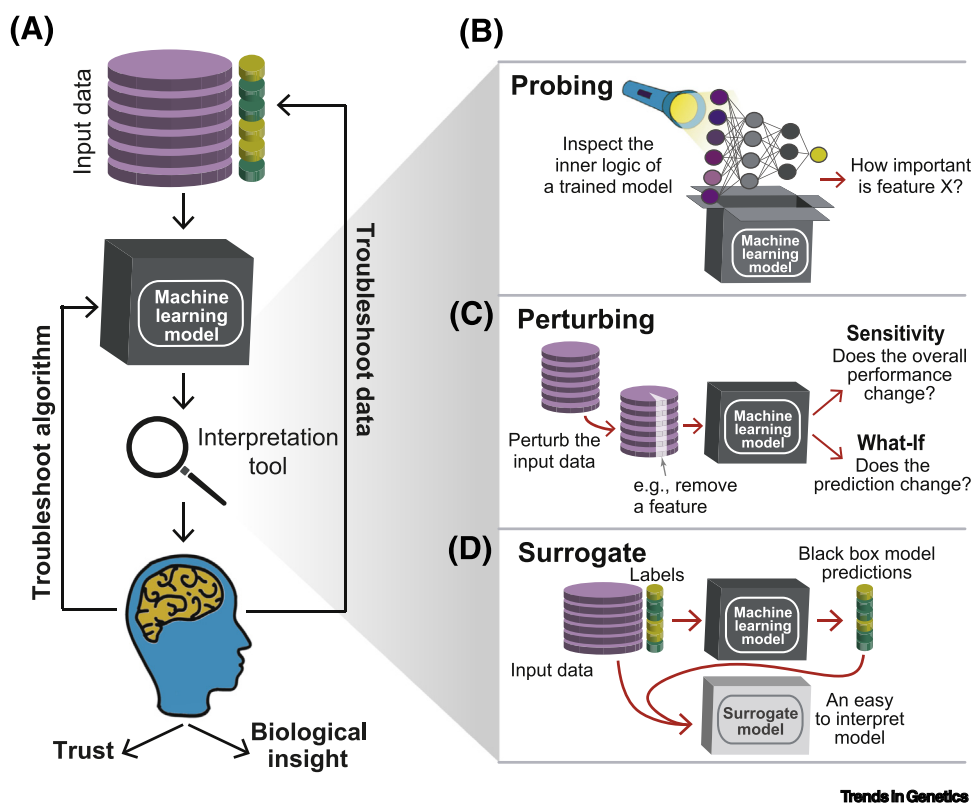 (A)
Input data
Machine
learning
model
Interpretation
tool
Troubleshoot algorithm
Troubleshoot data
Trust
Biological
insight
(B)
Probing
Inspect the
inner logic of
a trained model
How important
is feature X?
Machine
learning
model
(C)
Perturbing
Perturb the
input data
e.g., remove
a feature
Machine
learning
model
Sensitivity
Does the overall
performance
change?
What-If
Does the
prediction change?
(D)
Surrogate
Labels
Input data
Machine
learning
model
Black box model
predictions
Surrogate
model
An easy
to interpret
model
Trends in Genetics